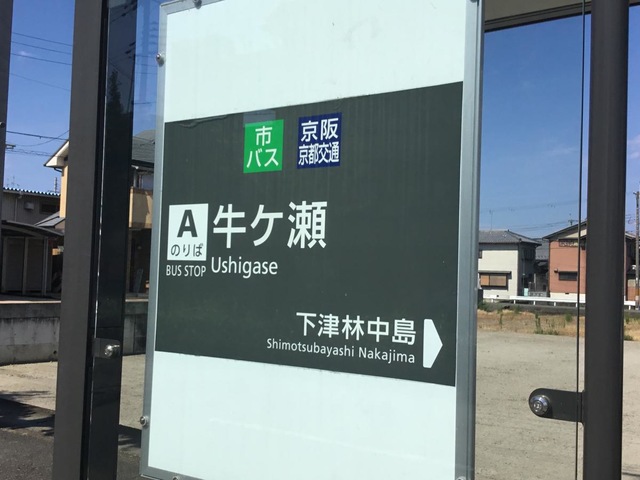 市
バス
京阪
京都交通
A
のりば
BUS STOP
牛ケ瀬
Ushigase
下津林中島
Shimotsubayashi Nakajima